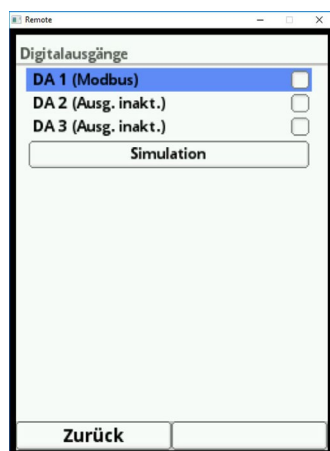 Remote
Digitalausgänge
DA 1 (Modbus)
DA 2 (Ausg. inakt.)
DA 3 (Ausg. inakt.)
Simulation
Zurück